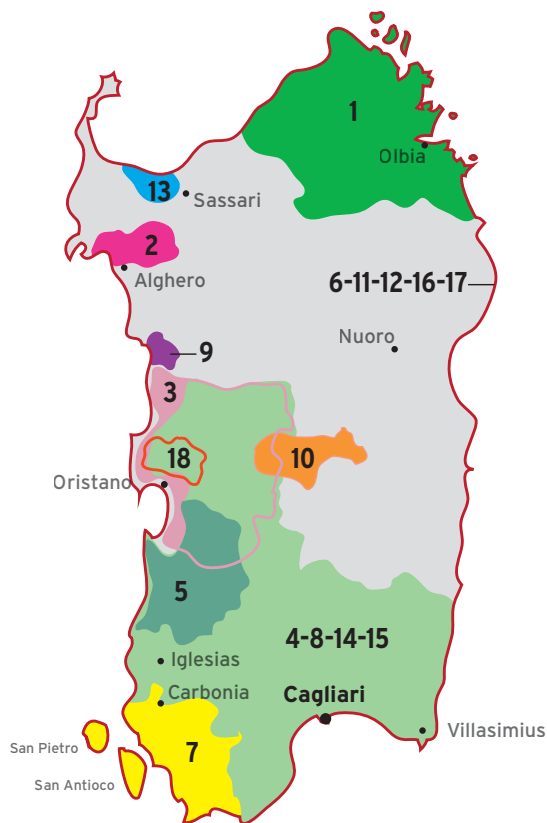 1
Olbia
13
Sassari
2
Alghero
6-11-12-16-17
Nuoro
9
3
18
10
Oristano
5
4-8-14-15
Iglesias
Carbonia
Cagliari
Villasimius
San Pietro
7
San Antioco